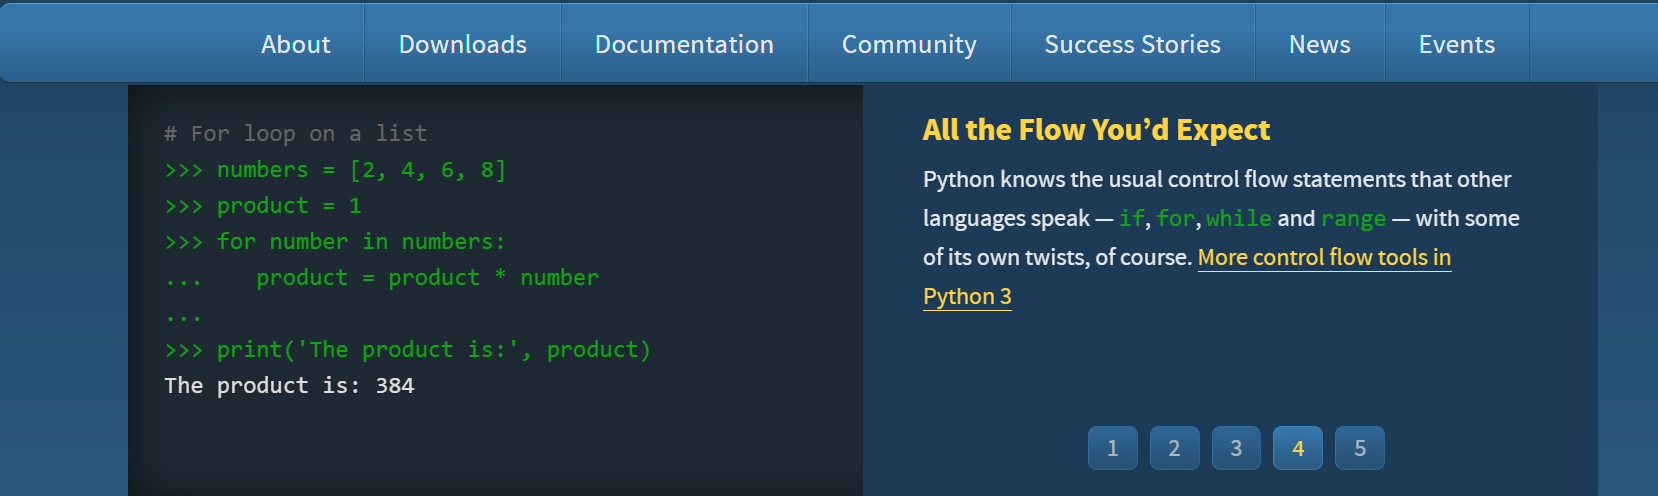 About Downloads Documentation Community Success Stories News Events
# For loop on a list
>>> numbers = [2, 4, 6, 8]
>>> product = 1
>>> for number in numbers:
...    product = product * number
...
>>> print('The product is:', product)
The product is: 384
All the Flow You’d Expect
Python knows the usual control flow statements that other
languages speak — if, for, while and range — with some
of its own twists, of course. More control flow tools in
Python 3
1 2 3 4 5